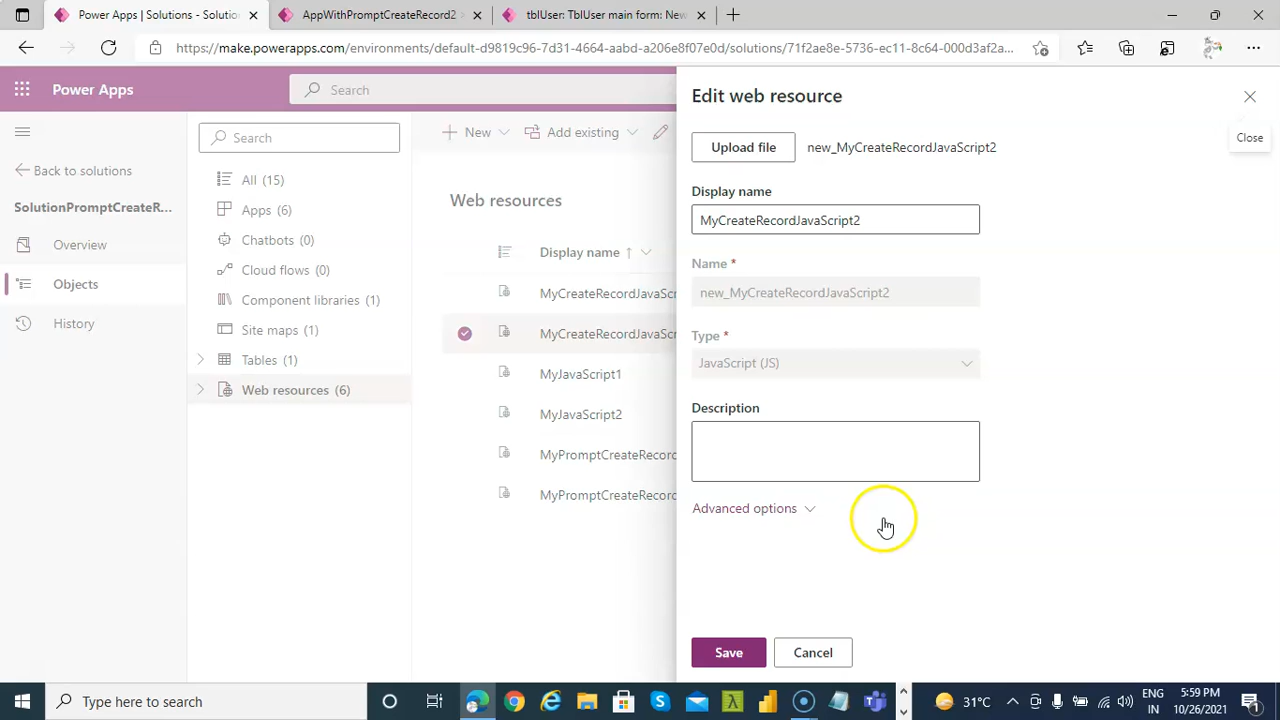 Power Apps | Solutions - Solutio
AppWithPromptCreateRecord2
tblUser: TblUser main form: New
https://make.powerapps.com/environments/default-d9819c96-7d31-4664-aabd-a206e8f07e0d/solutions/71f2ae8e-5736-ec11-8c64-000d3af2a...
Power Apps
Search
Edit web resource
Close
Upload file new_MyCreateRecordJavaScript2
Display name
MyCreateRecordJavaScript2
Name *
new_MyCreateRecordJavaScript2
Type *
JavaScript (JS)
Description
Advanced options
Save Cancel
Back to solutions
SolutionPromptCreateR...
Overview
Objects
History
Search
All (15)
Apps (6)
Chatbots (0)
Cloud flows (0)
Component libraries (1)
Site maps (1)
Tables (1)
Web resources (6)
New Add existing
Web resources
Display name ↑
MyCreateRecordJavaScr
MyCreateRecordJavaScr
MyJavaScript1
MyJavaScript2
MyPromptCreateRecord
MyPromptCreateRecord
Type here to search
31°C
ENG
IN
5:59 PM
10/26/2021
1